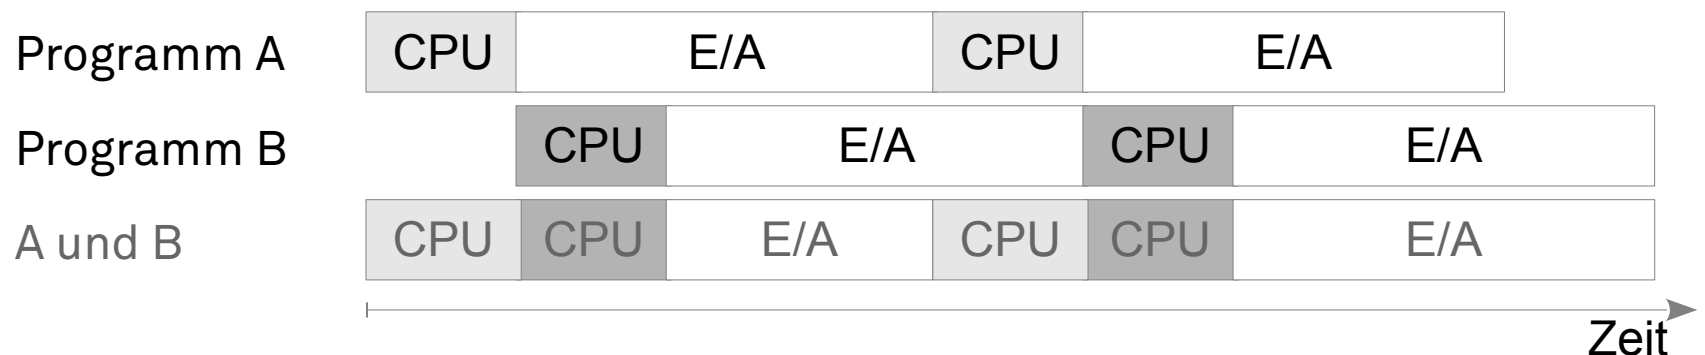 Programm A CPU E/A CPU E/A
Programm B CPU E/A CPU E/A
A und B CPU CPU E/A CPU CPU E/A
Zeit